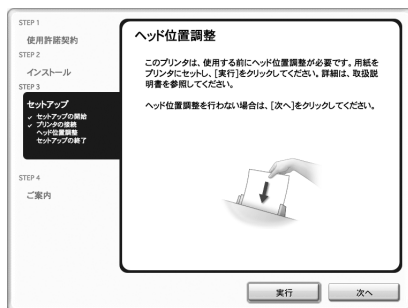 STEP 1
使用許諾契約
STEP 2
インストール
STEP 3
セットアップ
✓ セットアップの開始
✓ プリンタの接続
ヘッド位置調整
セットアップの終了
STEP 4
ご案内
ヘッド位置調整
このプリンタは、使用する前にヘッド位置調整が必要です。用紙を
プリンタにセットし、[実行]をクリックしてください。詳細は、取扱説
明書を参照してください。
ヘッド位置調整を行わない場合は、[次へ]をクリックしてください。
実行
次へ